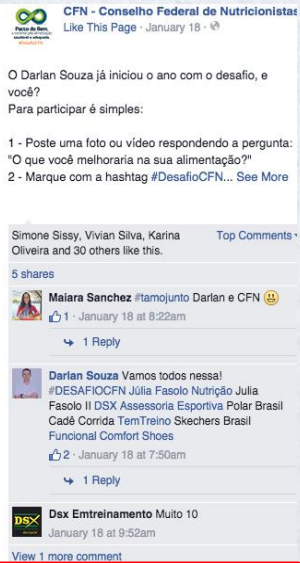 Pacto do Bem,
CFN - Conselho Federal de Nutricionistas
Like This Page · January 18 ·
O Darlan Souza já iniciou o ano com o desafio, e
você?
Para participar é simples:
1 - Poste uma foto ou vídeo respondendo a pergunta:
"O que você melhoraria na sua alimentação?"
2 - Marque com a hashtag #DesafioCFN... See More
Simone Sissy, Vivian Silva, Karina
Oliveira and 30 others like this.
Top Comments
5 shares
Maiara Sanchez #tamojunto Darlan e CFN 😃
1 · January 18 at 8:22am
1 Reply
Darlan Souza Vamos todos nessa!
#DESAFIOCFN Júlia Fasolo Nutrição Julia
Fasolo II DSX Assessoria Esportiva Polar Brasil
Cadê Corrida TemTreino Skechers Brasil
Funcional Comfort Shoes
2 · January 18 at 7:50am
1 Reply
DSX
Dsx Emtreinamento Muito 10
January 18 at 9:52am
View 1 more comment